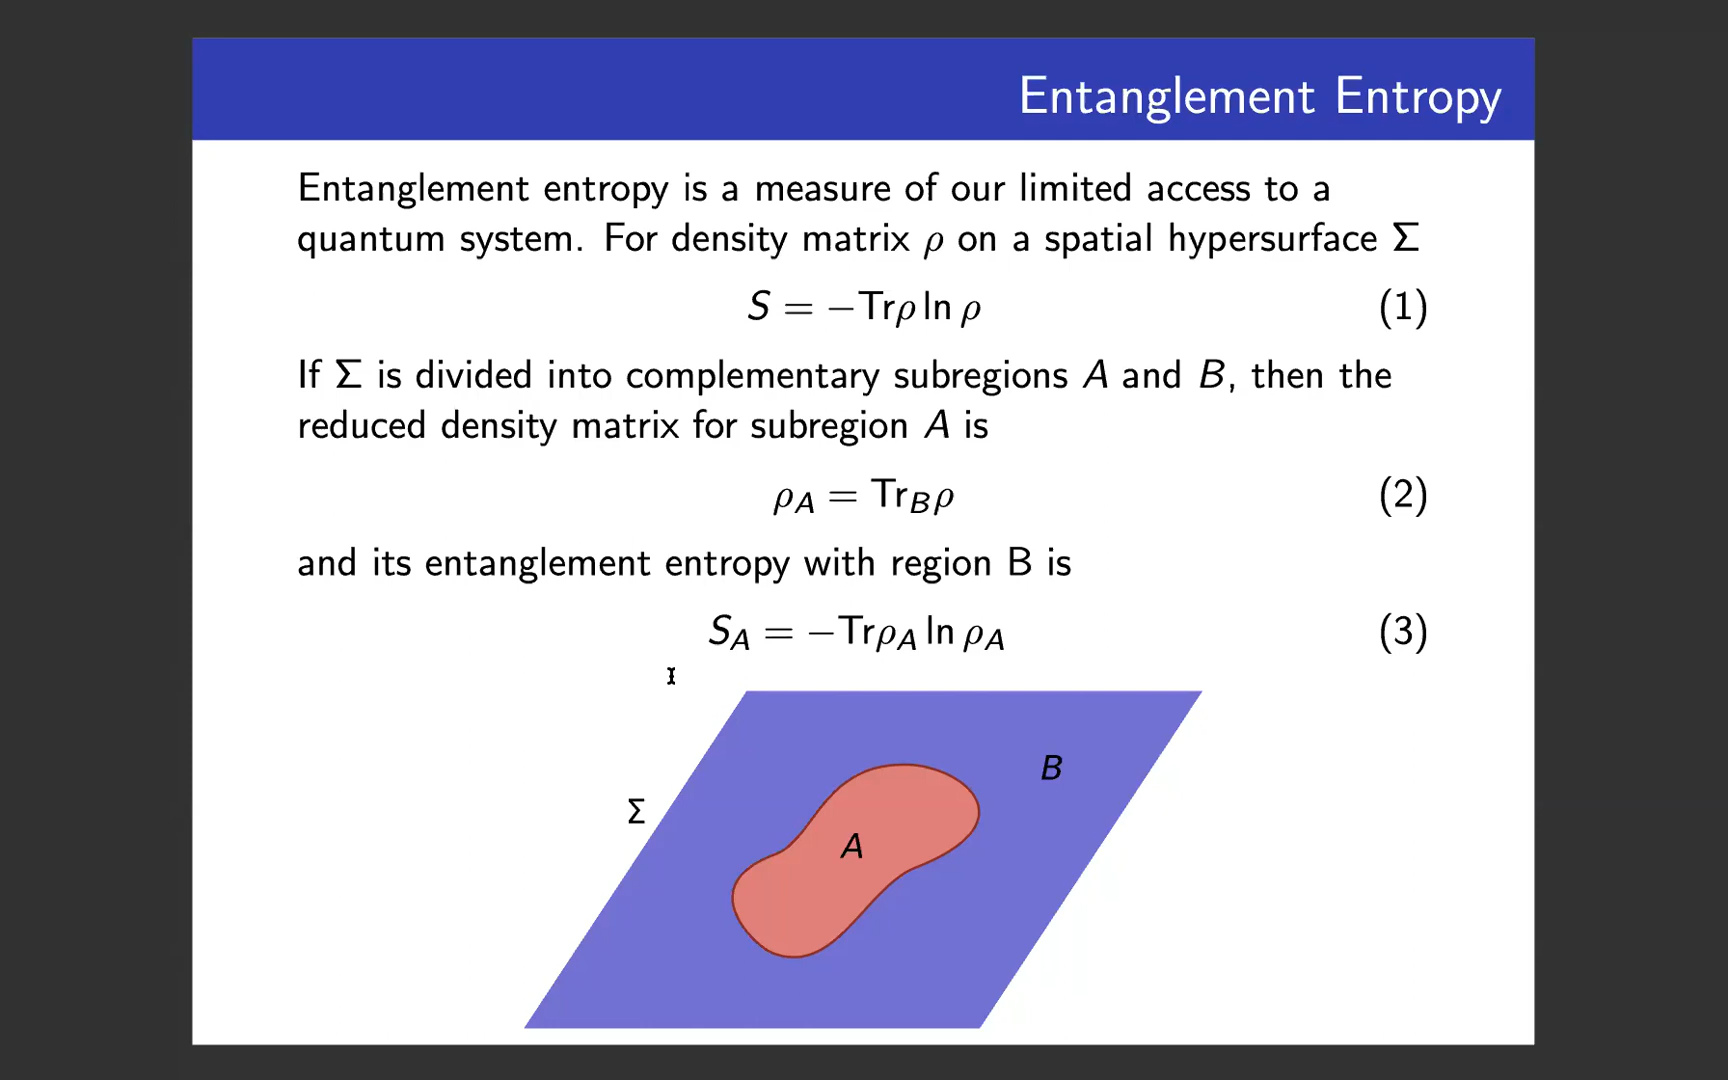 Entanglement Entropy
Entanglement entropy is a measure of our limited access to a
quantum system. For density matrix ρ on a spatial hypersurface Σ
S = −Trρ ln ρ (1)
If Σ is divided into complementary subregions A and B, then the
reduced density matrix for subregion A is
ρ_A = Tr_Bρ (2)
and its entanglement entropy with region B is
S_A = −Trρ_A ln ρ_A (3)
B
Σ
A